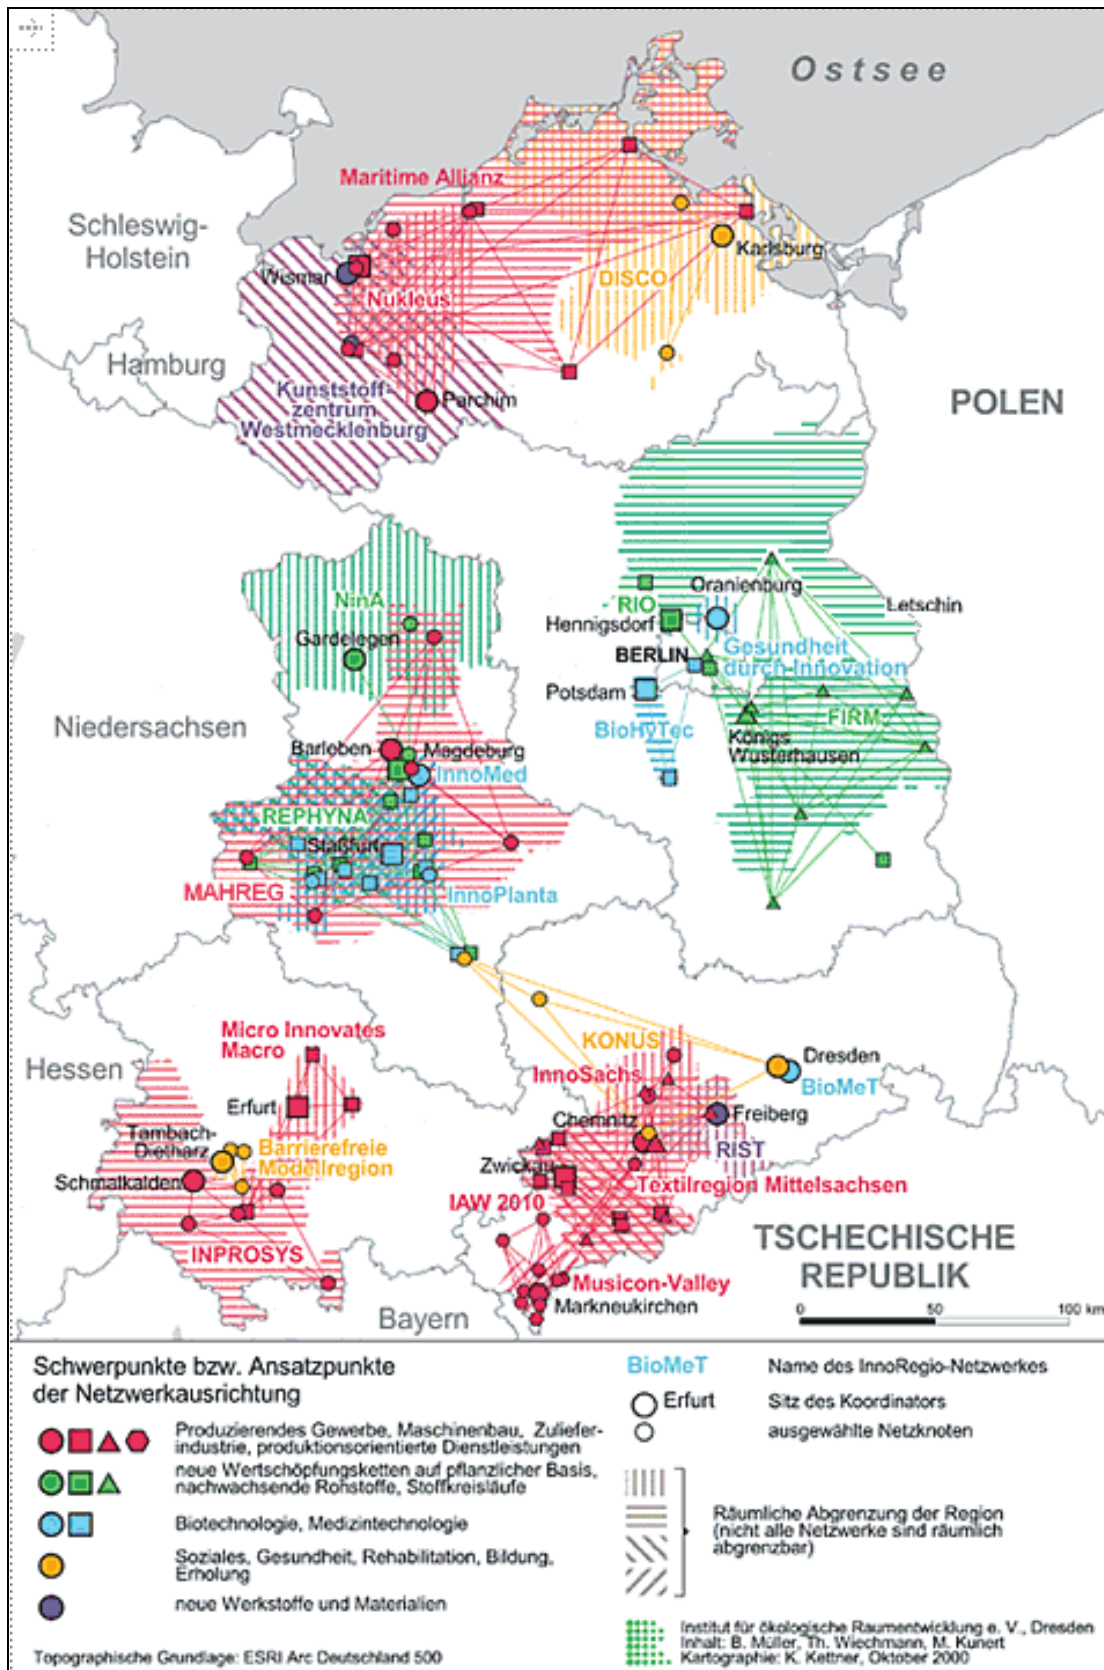 Ostsee
Maritime Allianz
Schleswig-
Holstein
Karlsburg
Wismar
DISCO
Nukleus
Hamburg
Kunststoff-
zentrum
Westmecklenburg
Parchim
POLEN
Oranienburg
NinA
RIO
Letschin
Hennigsdorf
Gardelegen
BERLIN
Gesundheit
durch Innovation
Potsdam
Niedersachsen
FIRM
BioHyTec
Königs
Wusterhausen
Barleben
Magdeburg
InnoMed
REPHYNA
Staßfurt
MAHREG
InnoPlanta
Micro Innovates
Macro
KONUS
Dresden
Hessen
InnoSachs
BioMeT
Erfurt
Chemnitz
Freiberg
Tambach-
Dietharz
Barrierefreie
Modellregion
RIST
Zwickau
Schmalkalden
Textilregion Mittelsachsen
IAW 2010
TSCHECHISCHE
REPUBLIK
INPROSYS
Musicon-Valley
Markneukirchen
Bayern
0 50 100 km
Schwerpunkte bzw. Ansatzpunkte
der Netzwerkausrichtung
Produzierendes Gewerbe, Maschinenbau, Zuliefer-
industrie, produktionsorientierte Dienstleistungen
neue Wertschöpfungsketten auf pflanzlicher Basis,
nachwachsende Rohstoffe, Stoffkreisläufe
Biotechnologie, Medizintechnologie
Soziales, Gesundheit, Rehabilitation, Bildung,
Erholung
neue Werkstoffe und Materialien
Topographische Grundlage: ESRI Arc Deutschland 500
BioMeT Name des InnoRegio-Netzwerkes
Erfurt Sitz des Koordinators
ausgewählte Netzknoten
Räumliche Abgrenzung der Region
(nicht alle Netzwerke sind räumlich
abgrenzbar)
Institut für ökologische Raumentwicklung e. V., Dresden
Inhalt: B. Müller, Th. Wiechmann, M. Kunert
Kartographie: K. Kettner, Oktober 2000